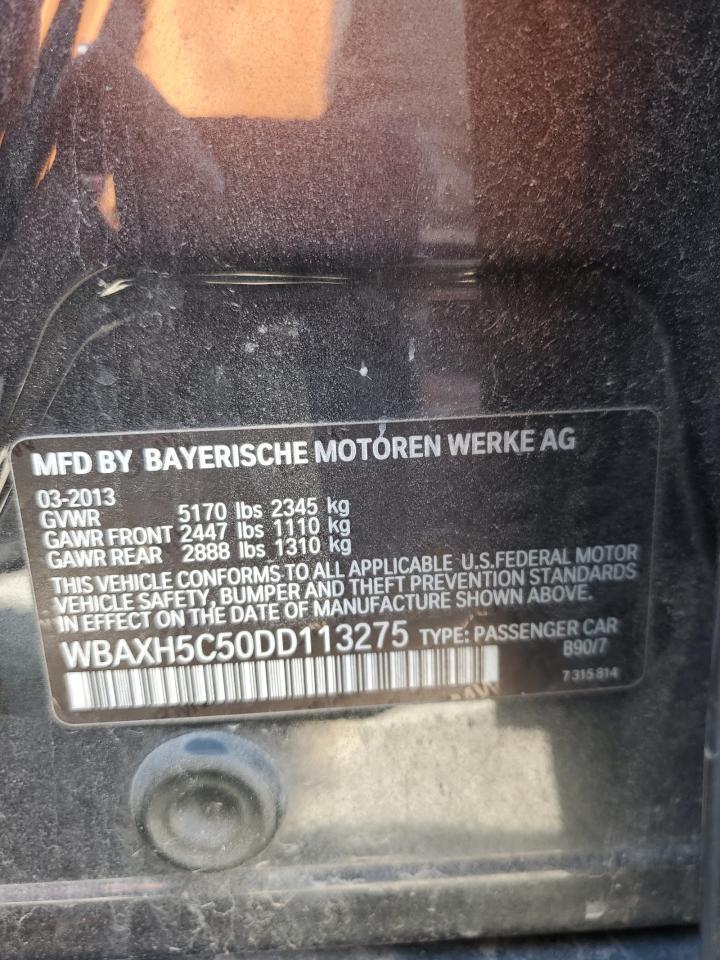 MFD BY BAYERISCHE MOTOREN WERKE AG
03-2013
GVWR 5170 lbs 2345 kg
GAWR FRONT 2447 lbs 1110 kg
GAWR REAR 2888 lbs 1310 kg
THIS VEHICLE CONFORMS TO ALL APPLICABLE U.S.FEDERAL MOTOR
VEHICLE SAFETY, BUMPER AND THEFT PREVENTION STANDARDS
IN EFFECT ON THE DATE OF MANUFACTURE SHOWN ABOVE.
WBAXH5C50DD113275 TYPE: PASSENGER CAR
B90/7
7 315 814